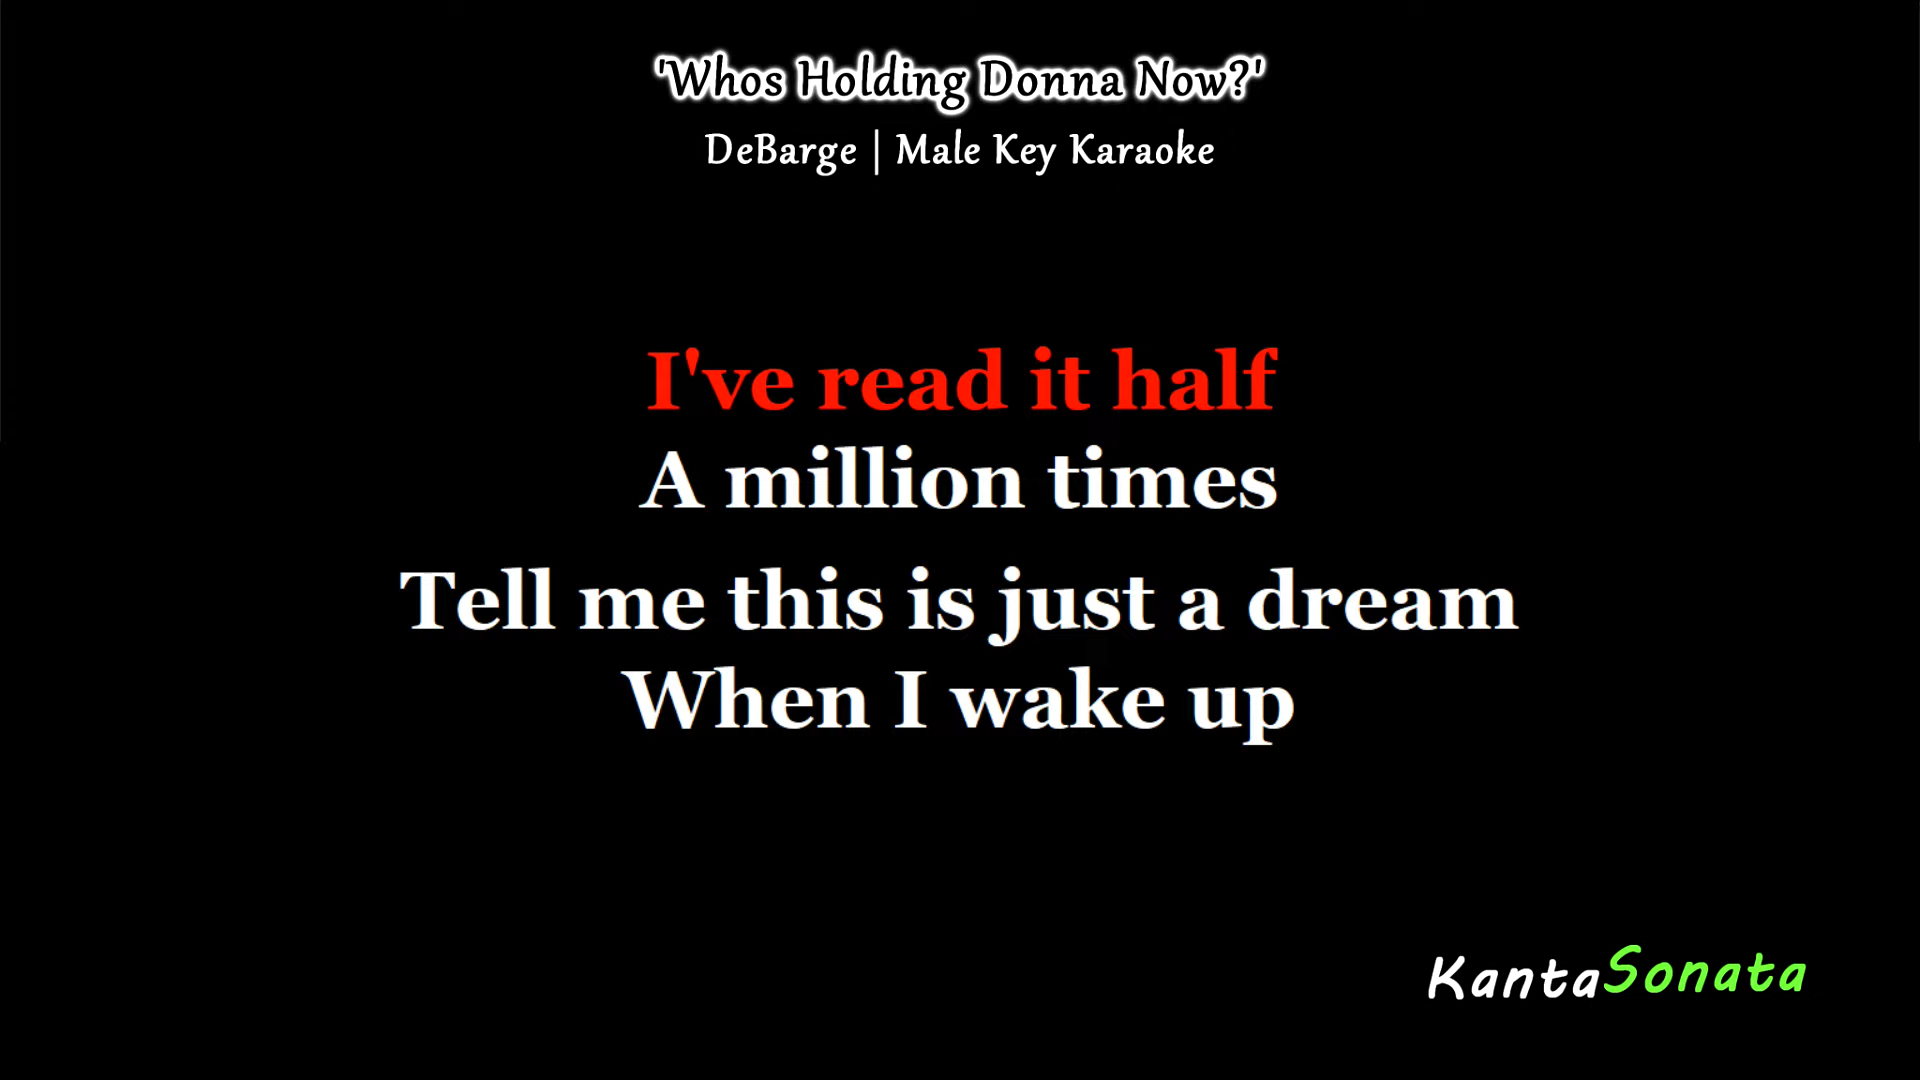 'Whos Holding Donna Now?'
DeBarge | Male Key Karaoke
I've read it half
A million times
Tell me this is just a dream
When I wake up
KantaSonata